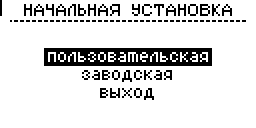 НАЧАЛЬНАЯ УСТАНОВКА
пользовательская
заводская
выход